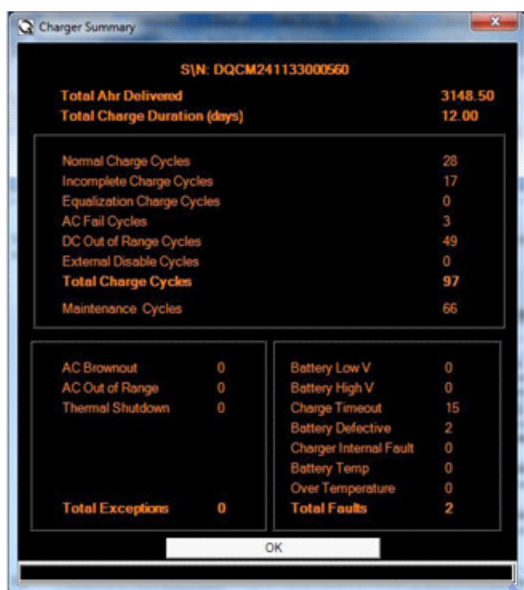 Charger Summary
S\N: DQCM241133000560
Total Ahr Delivered 3148.50
Total Charge Duration (days) 12.00
Normal Charge Cycles 28
Incomplete Charge Cycles 17
Equalization Charge Cycles 0
AC Fail Cycles 3
DC Out of Range Cycles 49
External Disable Cycles 0
Total Charge Cycles 97
Maintenance Cycles 66
AC Brownout 0
AC Out of Range 0
Thermal Shutdown 0
Total Exceptions 0
Battery Low V 0
Battery High V 0
Charge Timeout 15
Battery Defective 2
Charger Internal Fault 0
Battery Temp 0
Over Temperature 0
Total Faults 2
OK